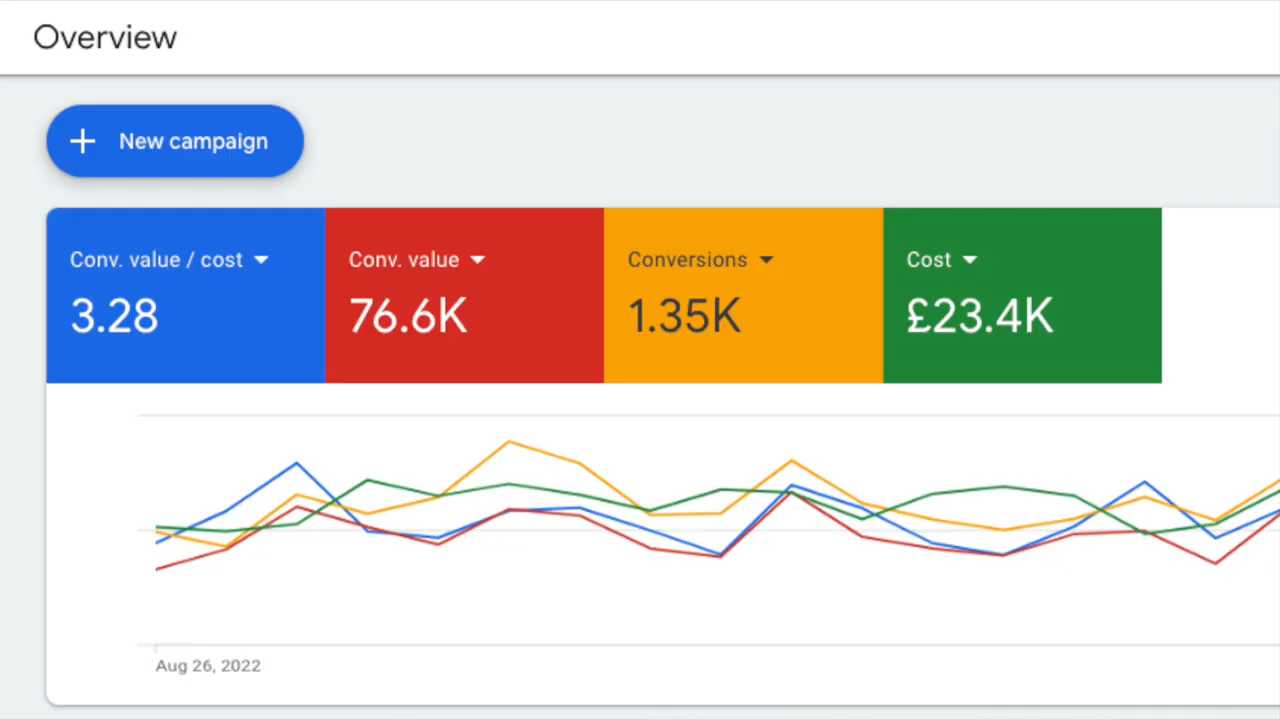 Overview
New campaign
Conv. value / cost
3.28
Conv. value
76.6K
Conversions
1.35K
Cost
£23.4K
Aug 26, 2022